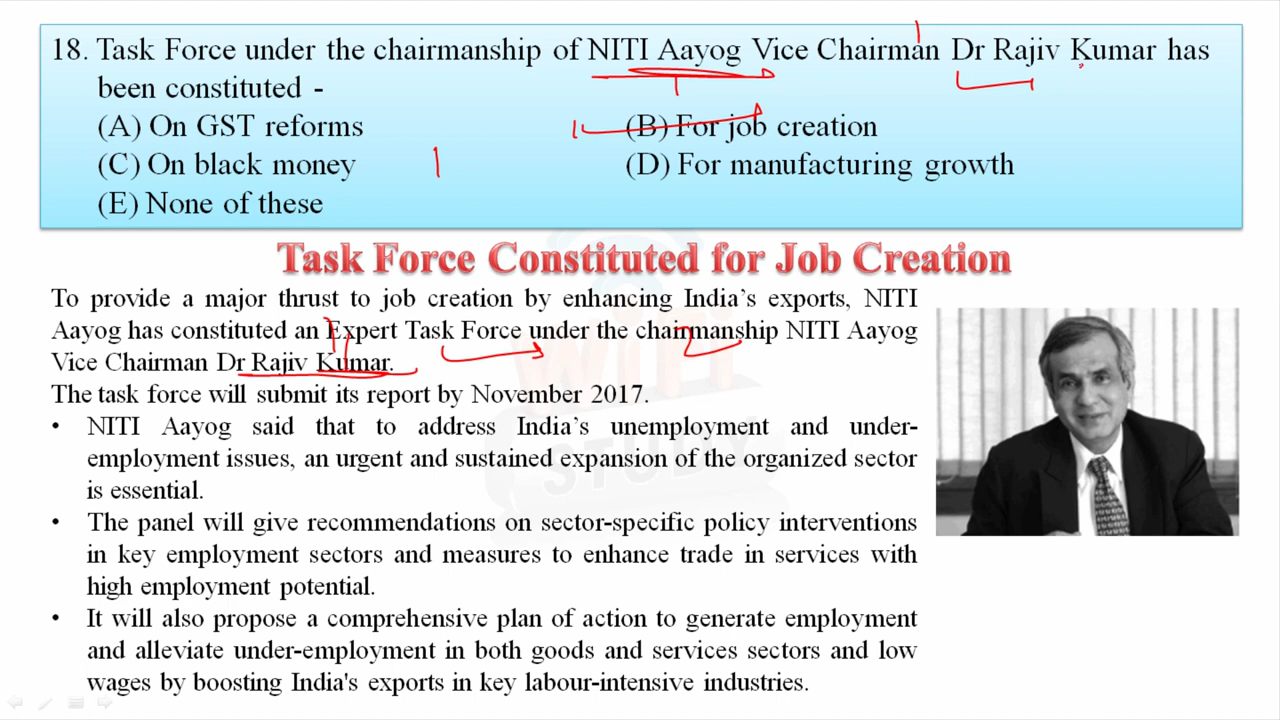 18. Task Force under the chairmanship of NITI Aayog Vice Chairman Dr Rajiv Kumar has
been constituted -
(A) On GST reforms (B) For job creation
(C) On black money (D) For manufacturing growth
(E) None of these
Task Force Constituted for Job Creation
To provide a major thrust to job creation by enhancing India's exports, NITI
Aayog has constituted an Expert Task Force under the chairmanship NITI Aayog
Vice Chairman Dr Rajiv Kumar.
The task force will submit its report by November 2017.
• NITI Aayog said that to address India's unemployment and under-
employment issues, an urgent and sustained expansion of the organized sector
is essential.
• The panel will give recommendations on sector-specific policy interventions
in key employment sectors and measures to enhance trade in services with
high employment potential.
• It will also propose a comprehensive plan of action to generate employment
and alleviate under-employment in both goods and services sectors and low
wages by boosting India's exports in key labour-intensive industries.
WiFi
STUDY